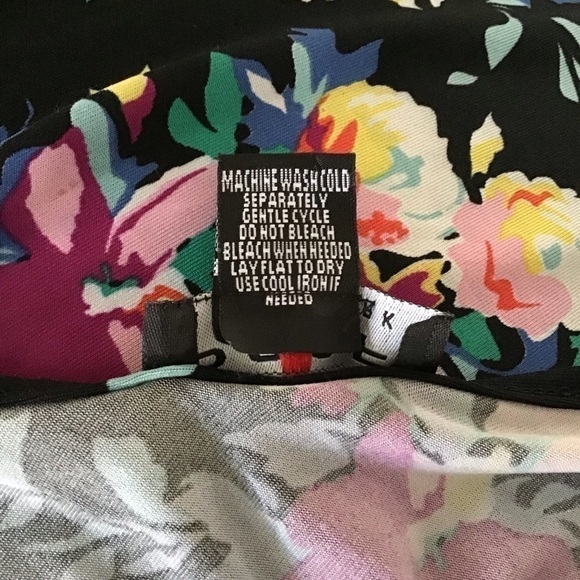 MACHINE WASH COLD
SEPARATELY
GENTLE CYCLE
DO NOT BLEACH
BLEACH WHEN NEEDED
LAY FLAT TO DRY
USE COOL IRON IF
NEEDED
B K